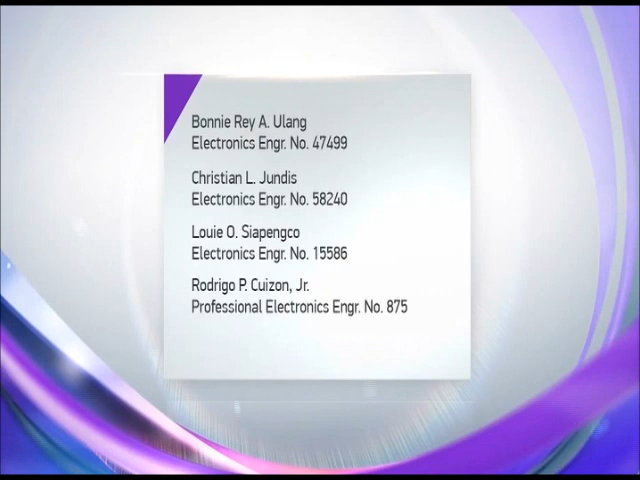 Bonnie Rey A. Ulang
Electronics Engr. No. 47499
Christian L. Jundis
Electronics Engr. No. 58240
Louie O. Siapengco
Electronics Engr. No. 15586
Rodrigo P. Cuizon, Jr.
Professional Electronics Engr. No. 875